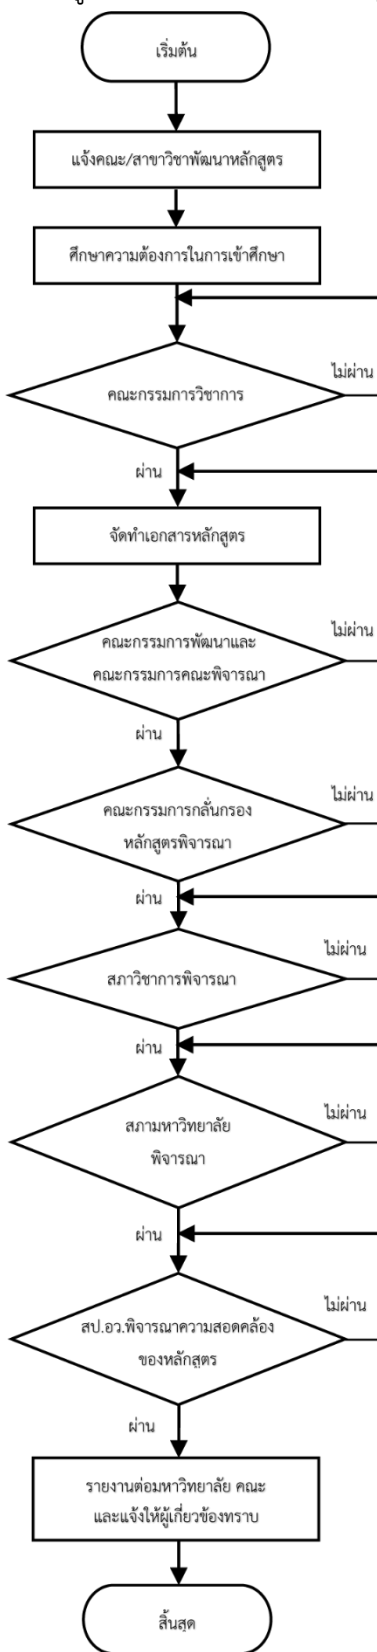 เริ่มต้น
แจ้งคณะ/สาขาวิชาพัฒนาหลักสูตร
ศึกษาความต้องการในการเข้าศึกษา
ไม่ผ่าน
คณะกรรมการวิชาการ
ผ่าน
จัดทำเอกสารหลักสูตร
ไม่ผ่าน
คณะกรรมการพัฒนาและ
คณะกรรมการคณะพิจารณา
ผ่าน
ไม่ผ่าน
คณะกรรมการกลั่นกรอง
หลักสูตรพิจารณา
ผ่าน
ไม่ผ่าน
สภาวิชาการพิจารณา
ผ่าน
ไม่ผ่าน
สภามหาวิทยาลัย
พิจารณา
ผ่าน
ไม่ผ่าน
สป.อว.พิจารณาความสอดคล้อง
ของหลักสูตร
ผ่าน
รายงานต่อมหาวิทยาลัย คณะ
และแจ้งให้ผู้เกี่ยวข้องทราบ
สิ้นสุด